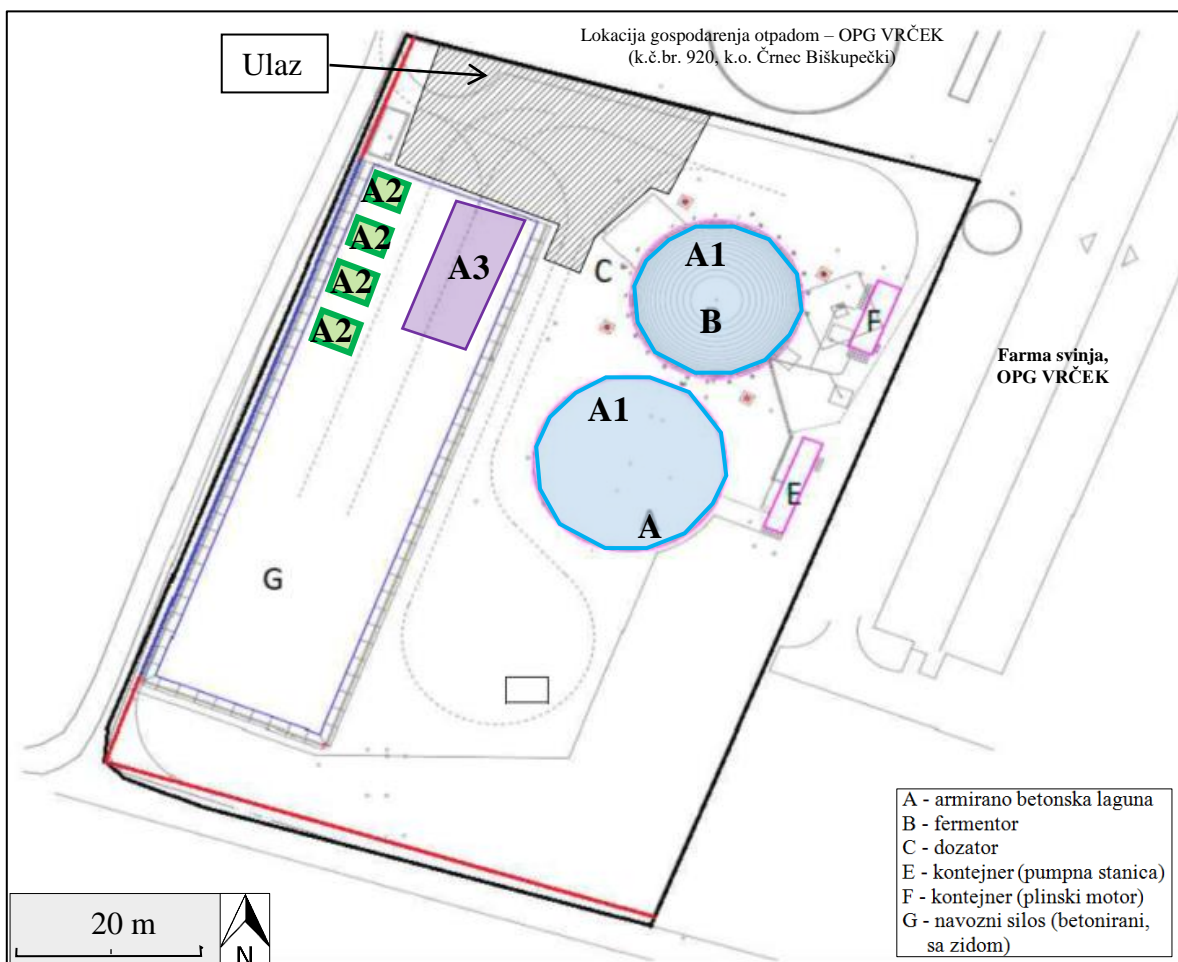 Lokacija gospodarenja otpadom – OPG VRČEK
(k.č.br. 920, k.o. Črnec Biškupečki)
Ulaz
A2
A2
A2
A2
A3
A1
B
C
F
Farma svinja,
OPG VRČEK
A1
A
E
G
A - armirano betonska laguna
B - fermentor
C - dozator
E - kontejner (pumpna stanica)
F - kontejner (plinski motor)
G - navozni silos (betonirani,
sa zidom)
20 m
N